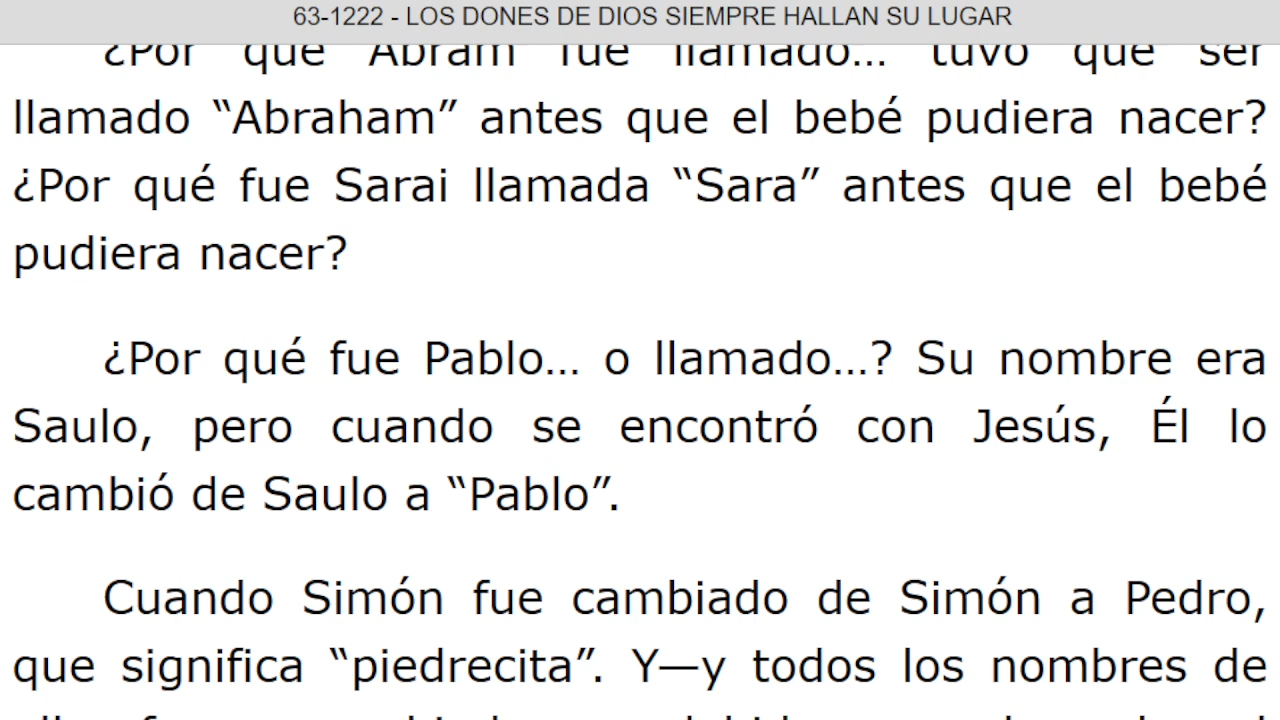 63-1222 - LOS DONES DE DIOS SIEMPRE HALLAN SU LUGAR
¿Por qué Abram fue llamado… tuvo que ser
llamado “Abraham” antes que el bebé pudiera nacer?
¿Por qué fue Sarai llamada “Sara” antes que el bebé
pudiera nacer?
¿Por qué fue Pablo… o llamado…? Su nombre era
Saulo, pero cuando se encontró con Jesús, Él lo
cambió de Saulo a “Pablo”.
Cuando Simón fue cambiado de Simón a Pedro,
que significa “piedrecita”. Y—y todos los nombres de